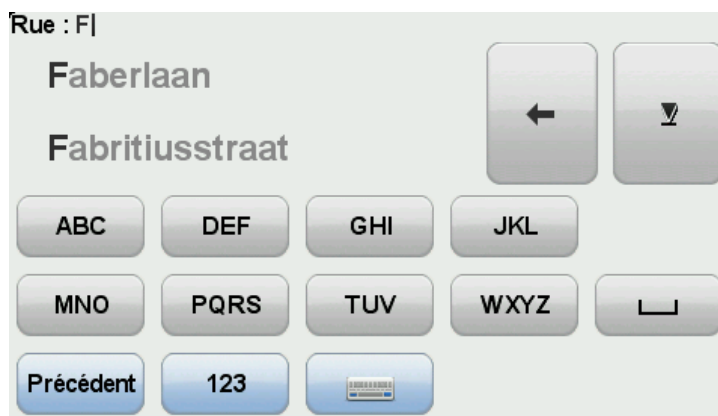 Rue : F
Faberlaan
Fabritiusstraat
ABC DEF GHI JKL
MNO PQRS TUV WXYZ
Précédent 123